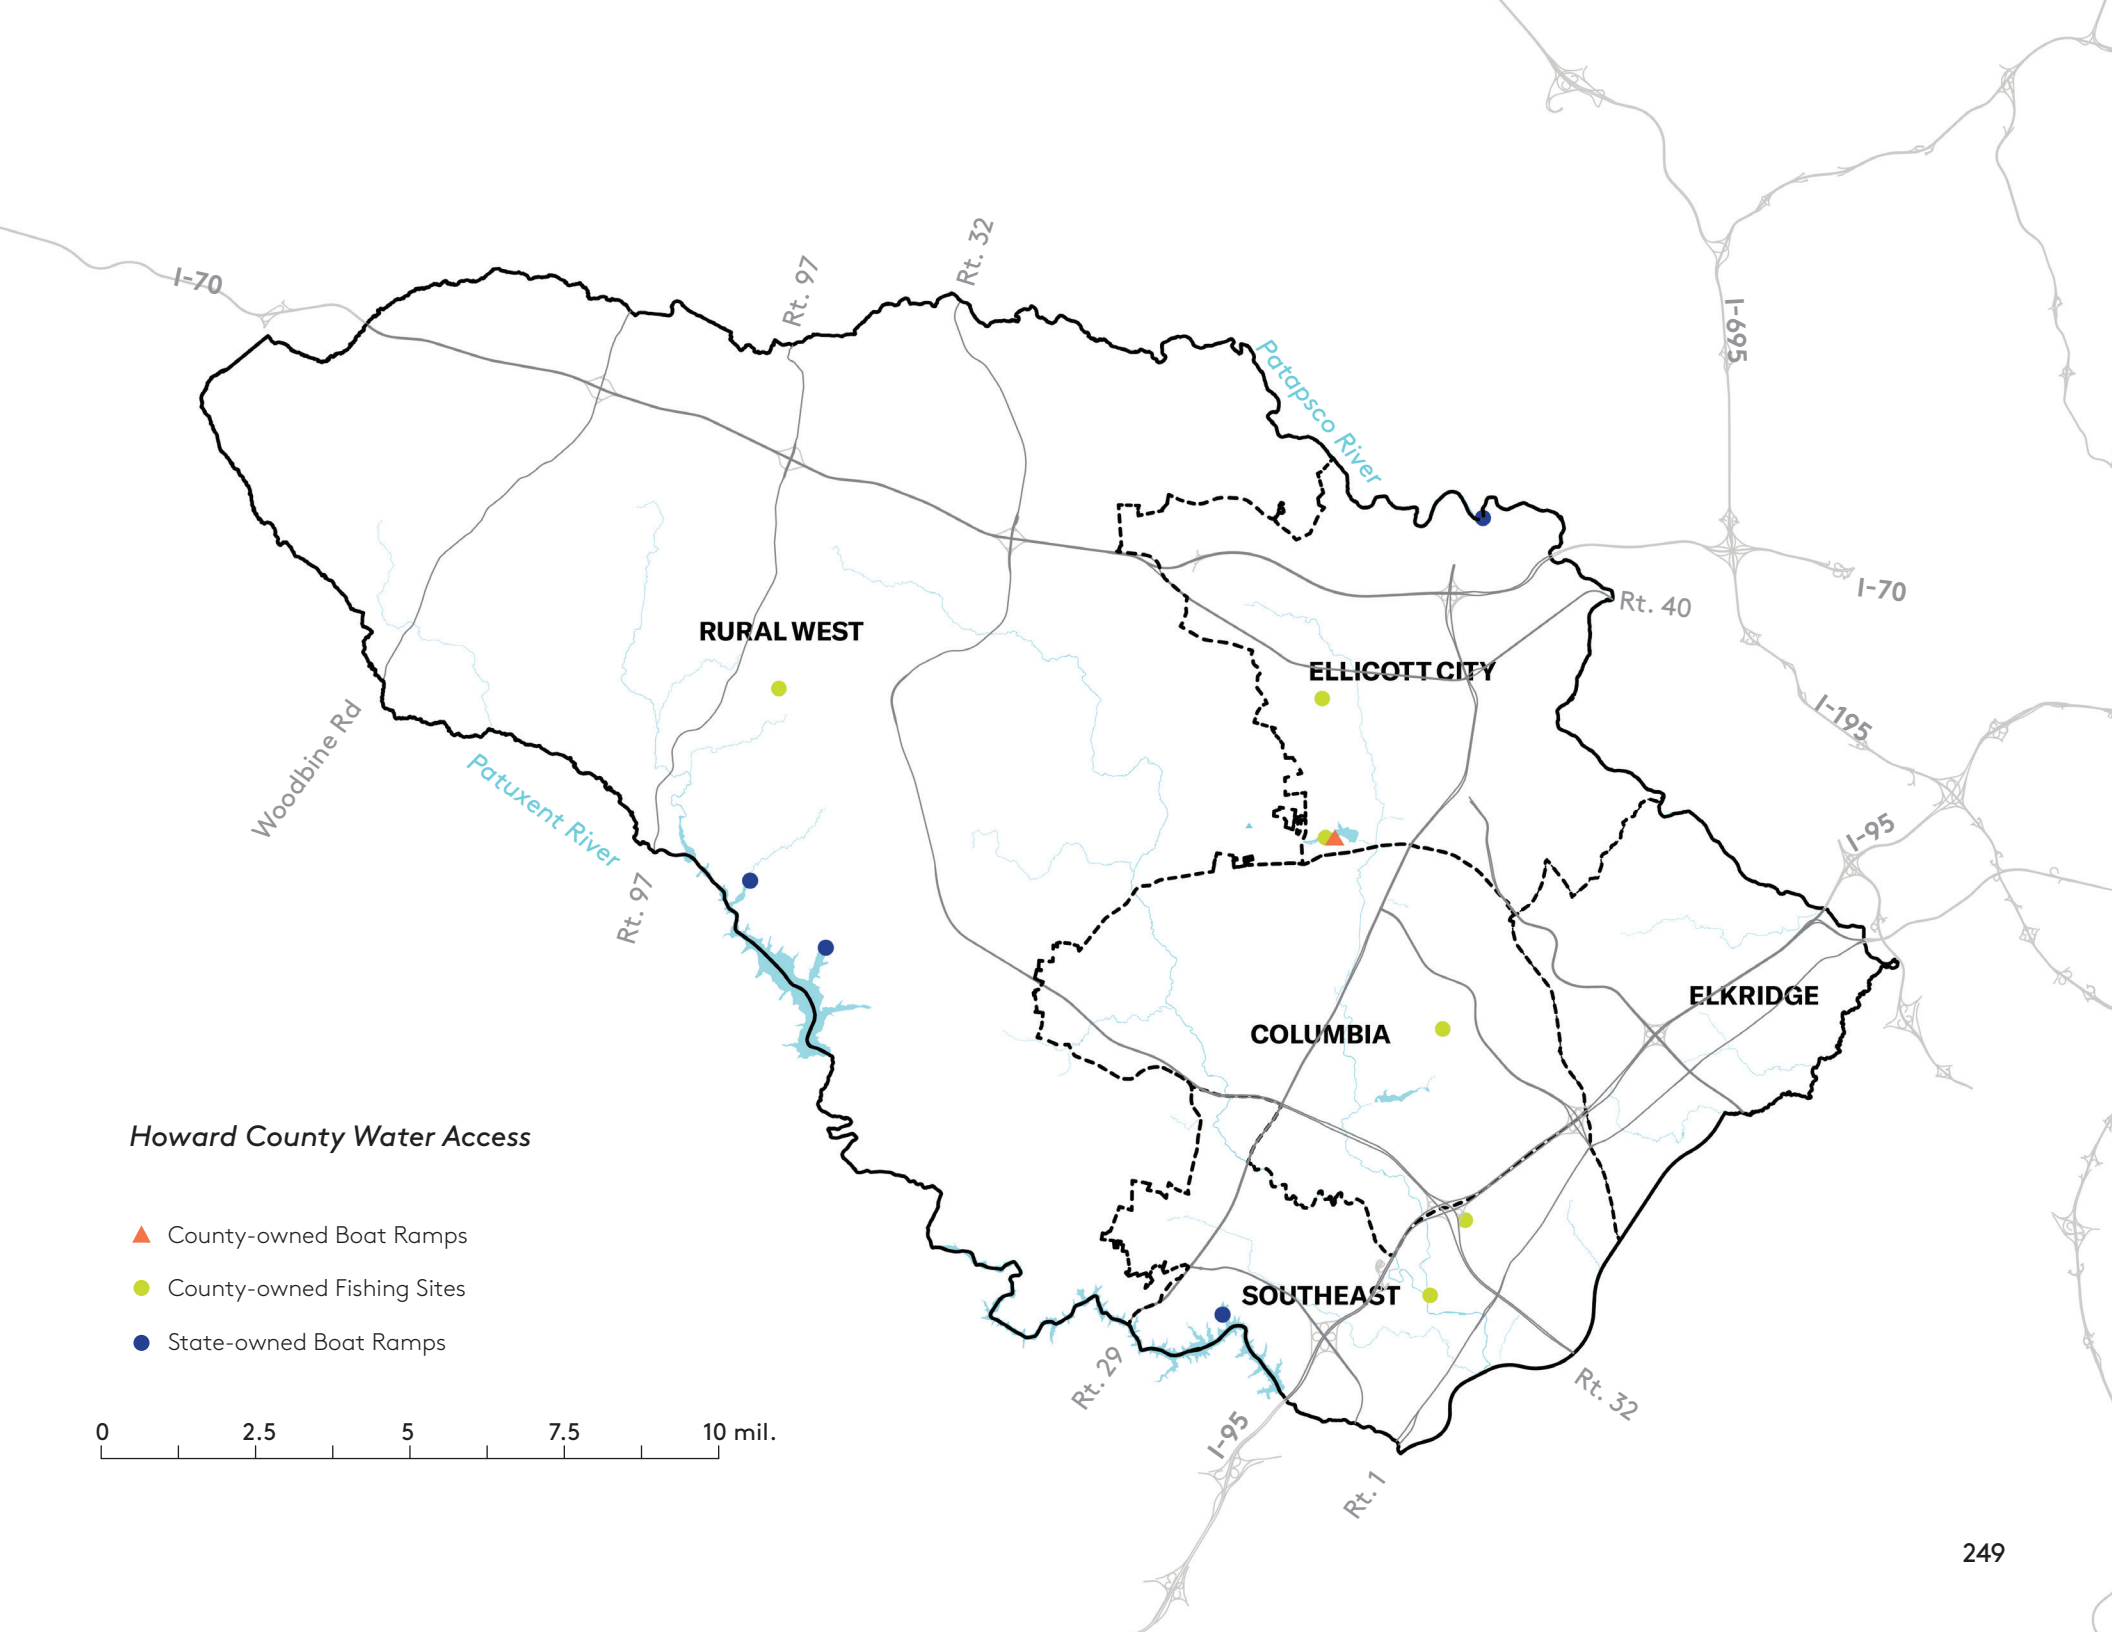 I-70
Rt. 97
Rt. 32
Patapsco River
I-695
I-70
Rt. 40
RURAL WEST
ELLICOTT CITY
Woodbine Rd
I-195
Patuxent River
I-95
Rt. 97
ELKRIDGE
COLUMBIA
Howard County Water Access
County-owned Boat Ramps
County-owned Fishing Sites
State-owned Boat Ramps
SOUTHEAST
Rt. 29
Rt. 32
0 2.5 5 7.5 10 mil.
I-95
Rt. 1
249